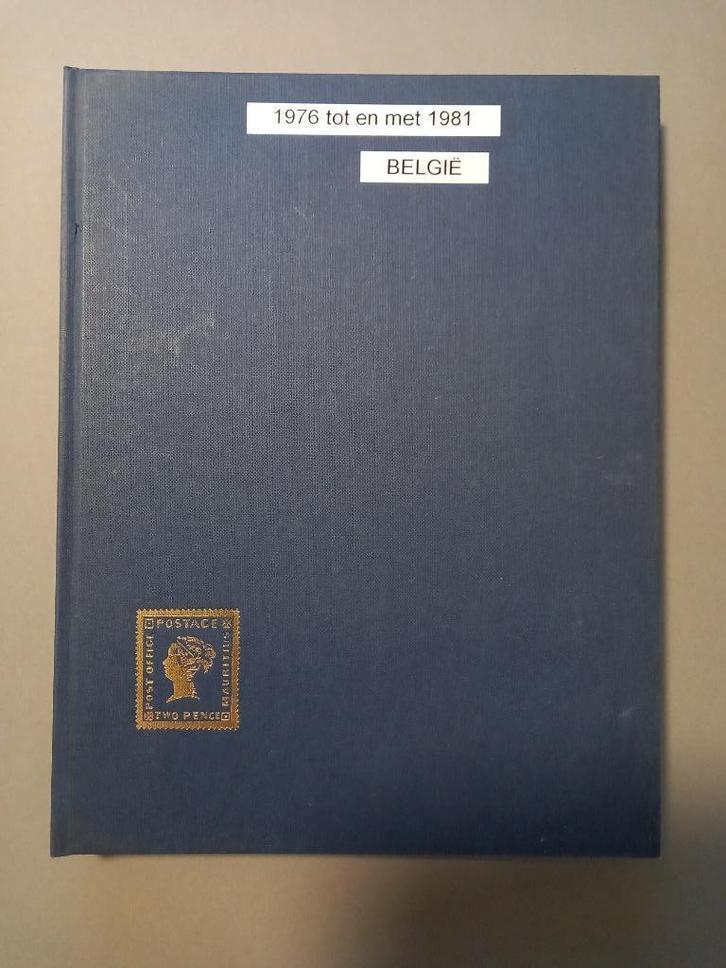 1976 tot en met 1981
BELGIË
POSTAGE
POST OFFICE
MAURITIUS
TWO PENCE